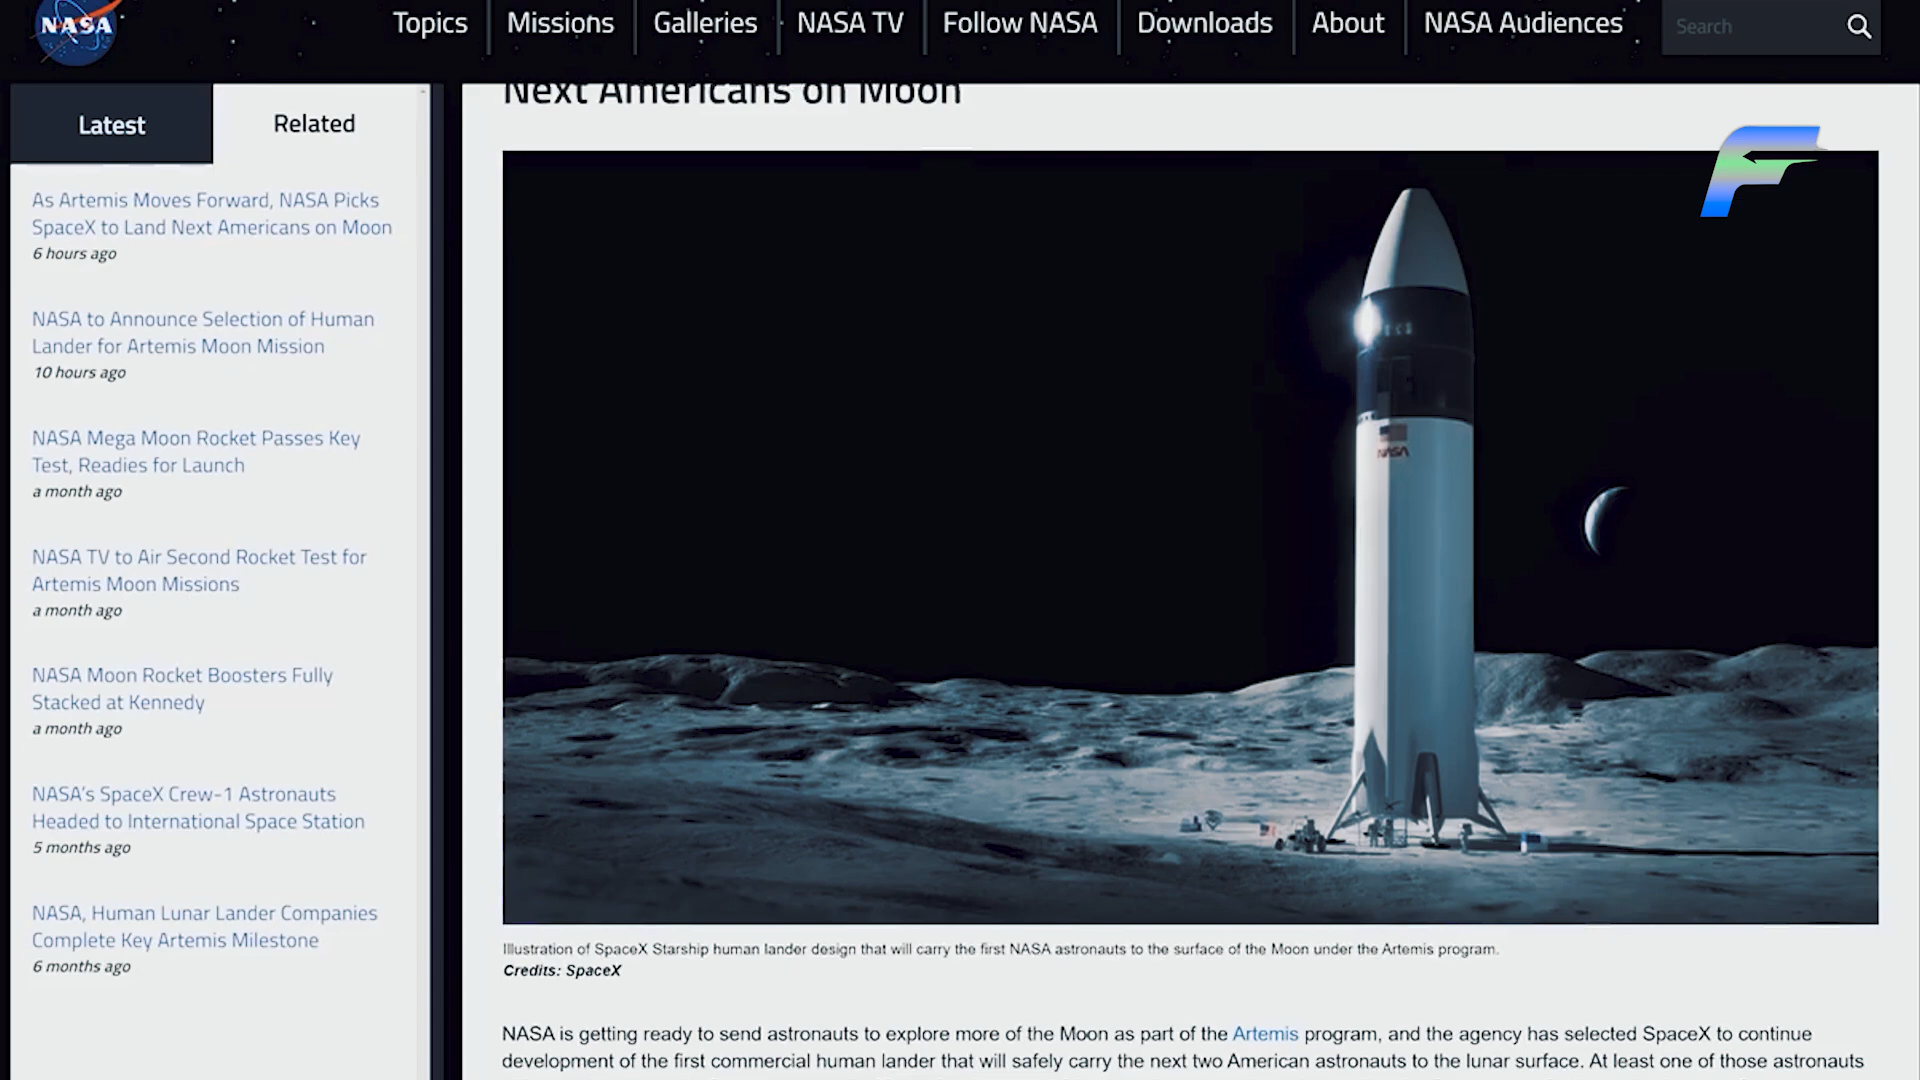 NASA
Topics
Missions
Galleries
NASA TV
Follow NASA
Downloads
About
NASA Audiences
Search
Latest
Related
As Artemis Moves Forward, NASA Picks
SpaceX to Land Next Americans on Moon
6 hours ago
NASA to Announce Selection of Human
Lander for Artemis Moon Mission
10 hours ago
NASA Mega Moon Rocket Passes Key
Test, Readies for Launch
a month ago
NASA TV to Air Second Rocket Test for
Artemis Moon Missions
a month ago
NASA Moon Rocket Boosters Fully
Stacked at Kennedy
a month ago
NASA's SpaceX Crew-1 Astronauts
Headed to International Space Station
5 months ago
NASA, Human Lunar Lander Companies
Complete Key Artemis Milestone
6 months ago
Next Americans on Moon
F
NASA
Illustration of SpaceX Starship human lander design that will carry the first NASA astronauts to the surface of the Moon under the Artemis program.
Credits: SpaceX
NASA is getting ready to send astronauts to explore more of the Moon as part of the Artemis program, and the agency has selected SpaceX to continue
development of the first commercial human lander that will safely carry the next two American astronauts to the lunar surface. At least one of those astronauts